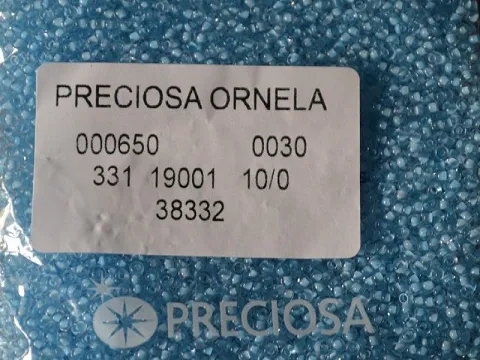 PRECIOSA ORNELA
000650 0030
331 19001 10/0
38332
PRECIOSA